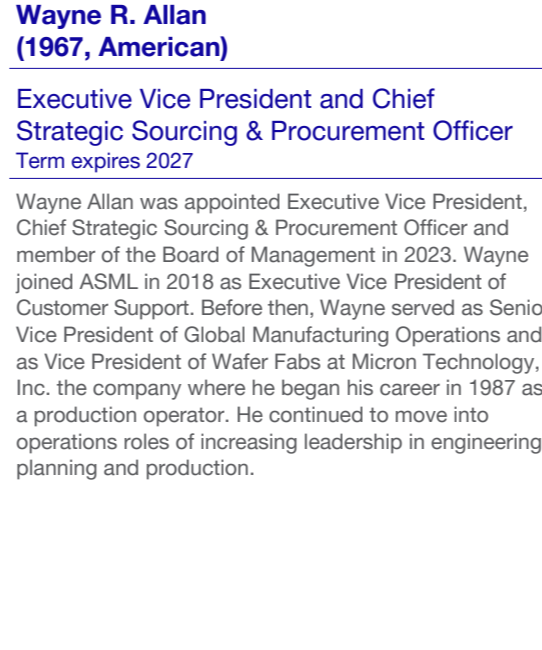 Wayne R. Allan
(1967, American)
Executive Vice President and Chief
Strategic Sourcing & Procurement Officer
Term expires 2027
Wayne Allan was appointed Executive Vice President,
Chief Strategic Sourcing & Procurement Officer and
member of the Board of Management in 2023. Wayne
joined ASML in 2018 as Executive Vice President of
Customer Support. Before then, Wayne served as Senio
Vice President of Global Manufacturing Operations and
as Vice President of Wafer Fabs at Micron Technology,
Inc. the company where he began his career in 1987 as
a production operator. He continued to move into
operations roles of increasing leadership in engineering
planning and production.